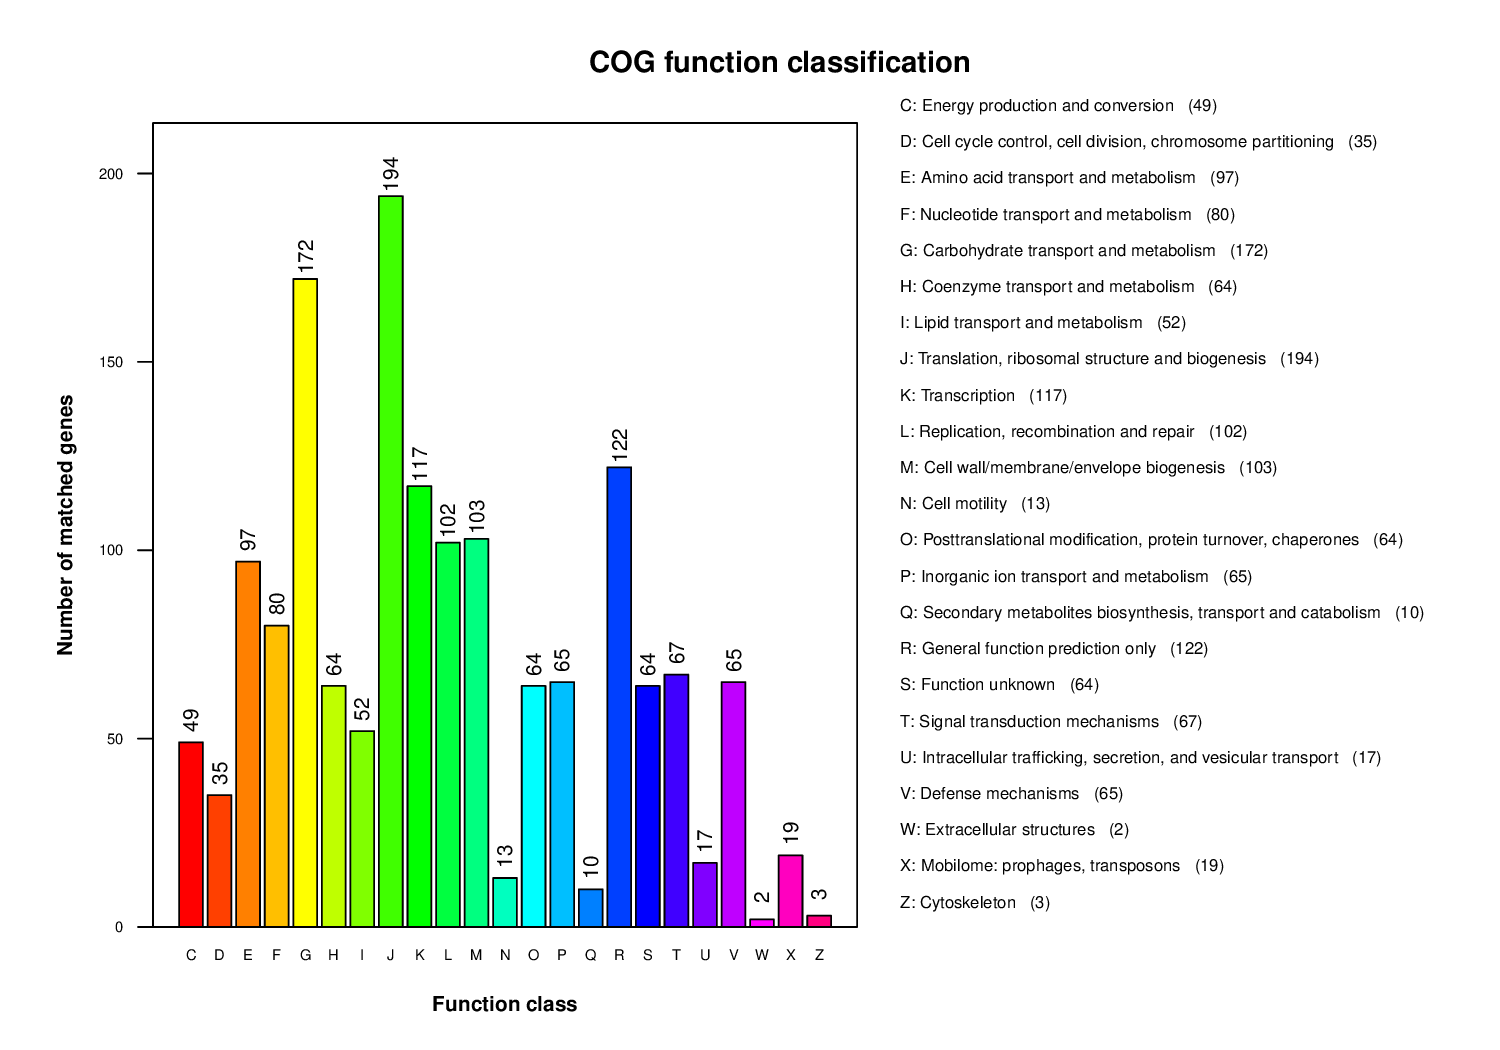 COG function classification
C: Energy production and conversion (49)
D: Cell cycle control, cell division, chromosome partitioning (35)
E: Amino acid transport and metabolism (97)
F: Nucleotide transport and metabolism (80)
G: Carbohydrate transport and metabolism (172)
H: Coenzyme transport and metabolism (64)
I: Lipid transport and metabolism (52)
J: Translation, ribosomal structure and biogenesis (194)
K: Transcription (117)
L: Replication, recombination and repair (102)
M: Cell wall/membrane/envelope biogenesis (103)
N: Cell motility (13)
O: Posttranslational modification, protein turnover, chaperones (64)
P: Inorganic ion transport and metabolism (65)
Q: Secondary metabolites biosynthesis, transport and catabolism (10)
R: General function prediction only (122)
S: Function unknown (64)
T: Signal transduction mechanisms (67)
U: Intracellular trafficking, secretion, and vesicular transport (17)
V: Defense mechanisms (65)
W: Extracellular structures (2)
X: Mobilome: prophages, transposons (19)
Z: Cytoskeleton (3)
Number of matched genes
200
150
100
50
0
49 35 97 80 172 64 52 194 117 102 103 13 64 65 10 122 64 67 17 65 2 19 3
C D E F G H I J K L M N O P Q R S T U V W X Z
Function class